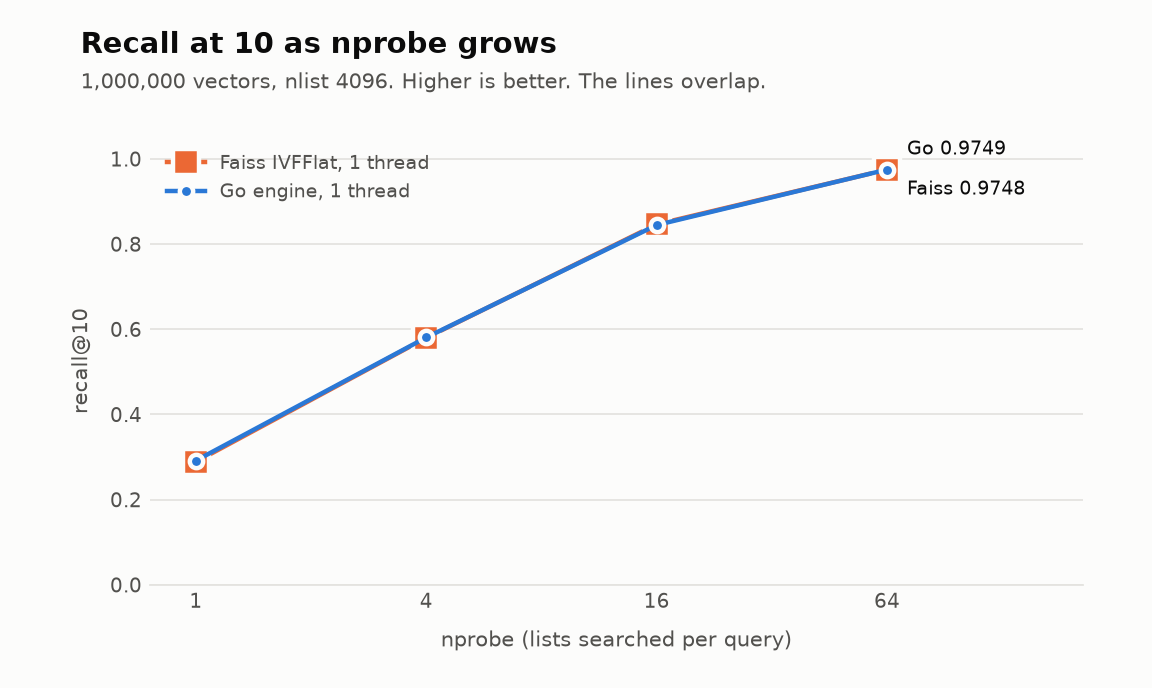 Recall at 10 as nprobe grows
1,000,000 vectors, nlist 4096. Higher is better. The lines overlap.
Faiss IVFFlat, 1 thread
Go engine, 1 thread
Go 0.9749
Faiss 0.9748
1.0
0.8
0.6
0.4
0.2
0.0
recall@10
1 4 16 64
nprobe (lists searched per query)